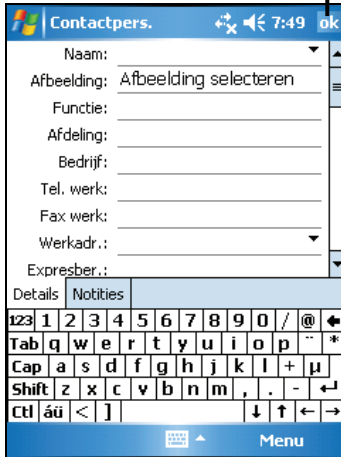 Contactpers. 7:49 ok
Naam:
Afbeelding: Afbeelding selecteren
Functie:
Afdeling:
Bedrijf:
Tel. werk:
Fax werk:
Werkadr.:
Expresber.:
Details Notities
123 1 2 3 4 5 6 7 8 9 0 / @
Tab q w e r t y u i o p ¨ *
Cap a s d f g h j k l + µ
Shift z x c v b n m , . -
Ctl áü < ] ↓ ↑ ← →
Menu